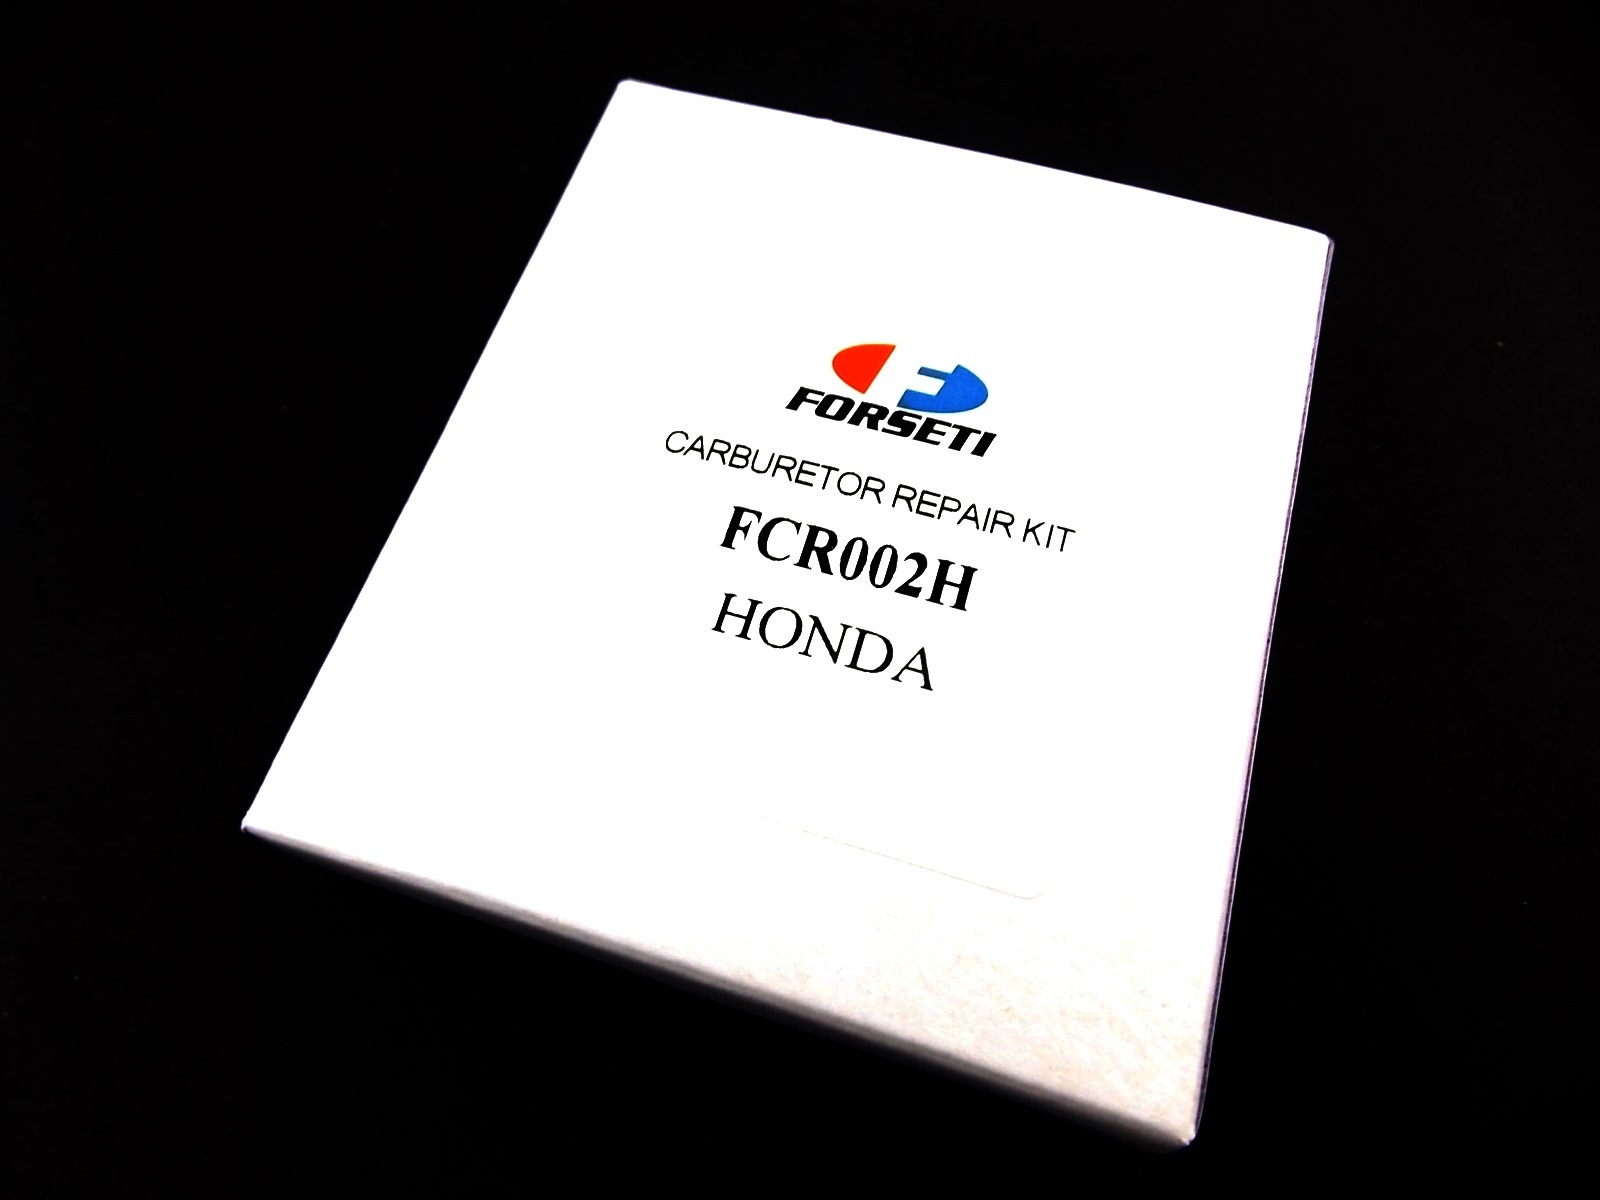 FORSETI
CARBURETOR REPAIR KIT
FCR002H
HONDA